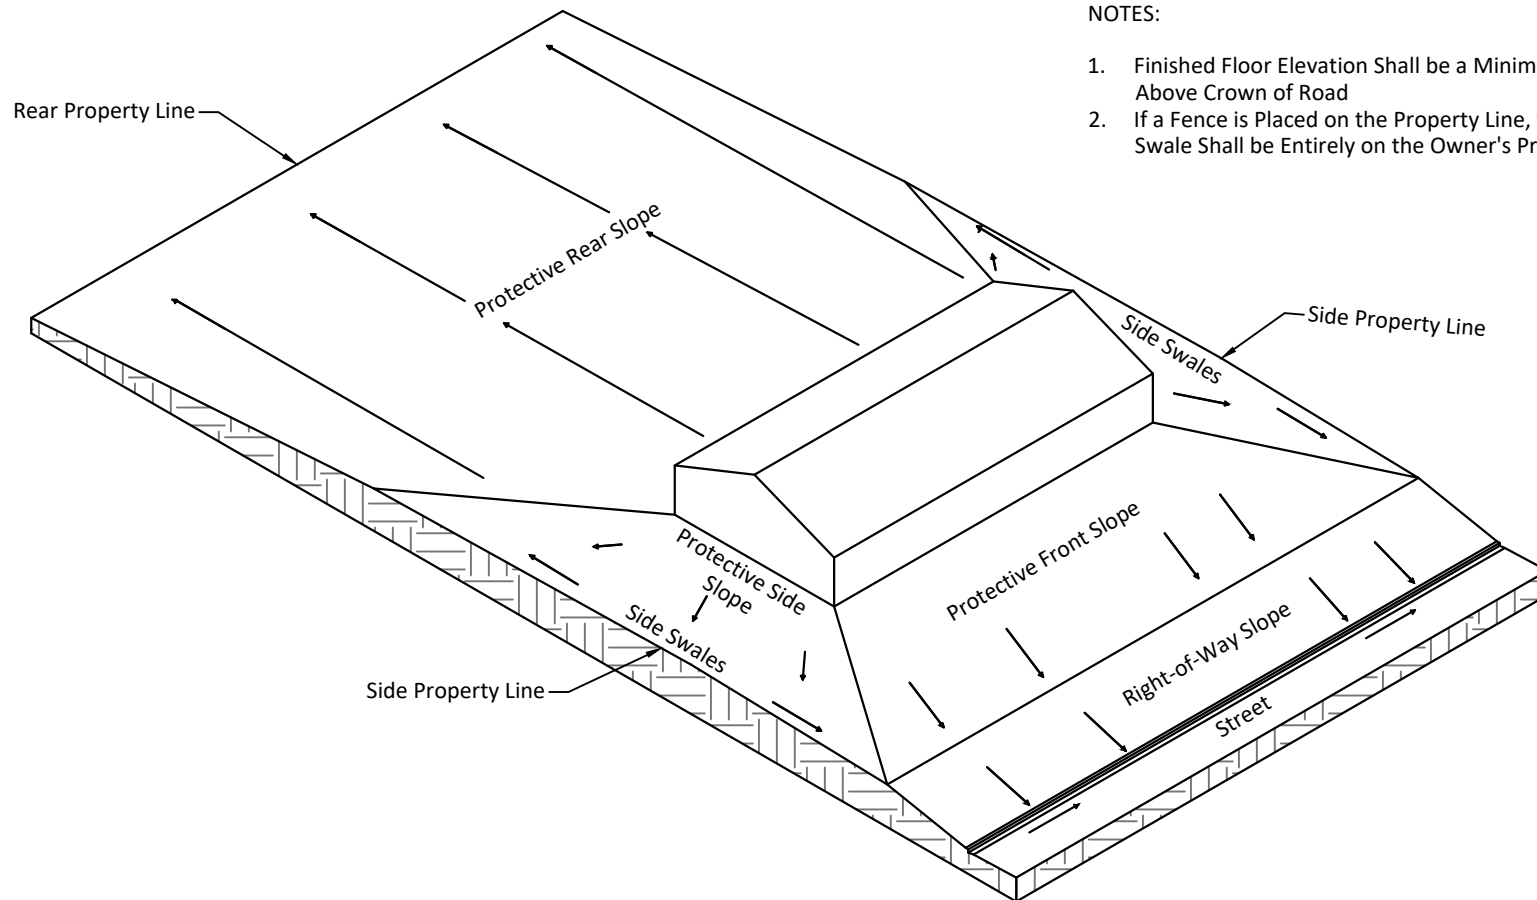 NOTES:
1. Finished Floor Elevation Shall be a Minim
Above Crown of Road
2. If a Fence is Placed on the Property Line,
Swale Shall be Entirely on the Owner's Pr
Rear Property Line
Protective Rear Slope
Side Swales
Side Property Line
Protective Side
Slope
Protective Front Slope
Side Swales
Right-of-Way Slope
Side Property Line
Street